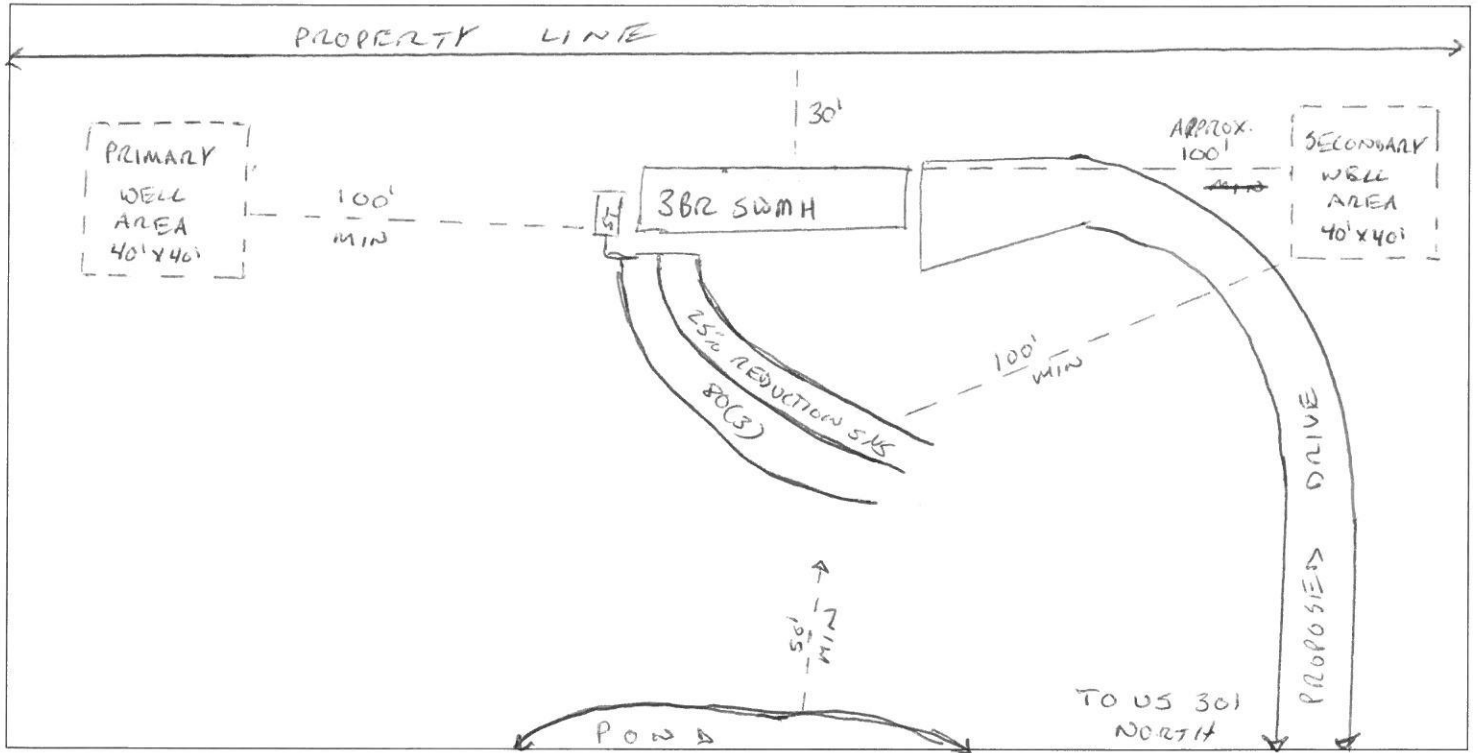 PROPERTY LINE
30'
PRIMARY
WELL
AREA
40'x40'
100'
MIN
ST
3BR SWMH
APPROX.
100'
MIN
SECONDARY
WELL
AREA
40'x40'
25% REDUCTION SYS
80(3)
100'
MIN
PROPOSED DRIVE
50'
MIN
TO US 301
NORTH
POND